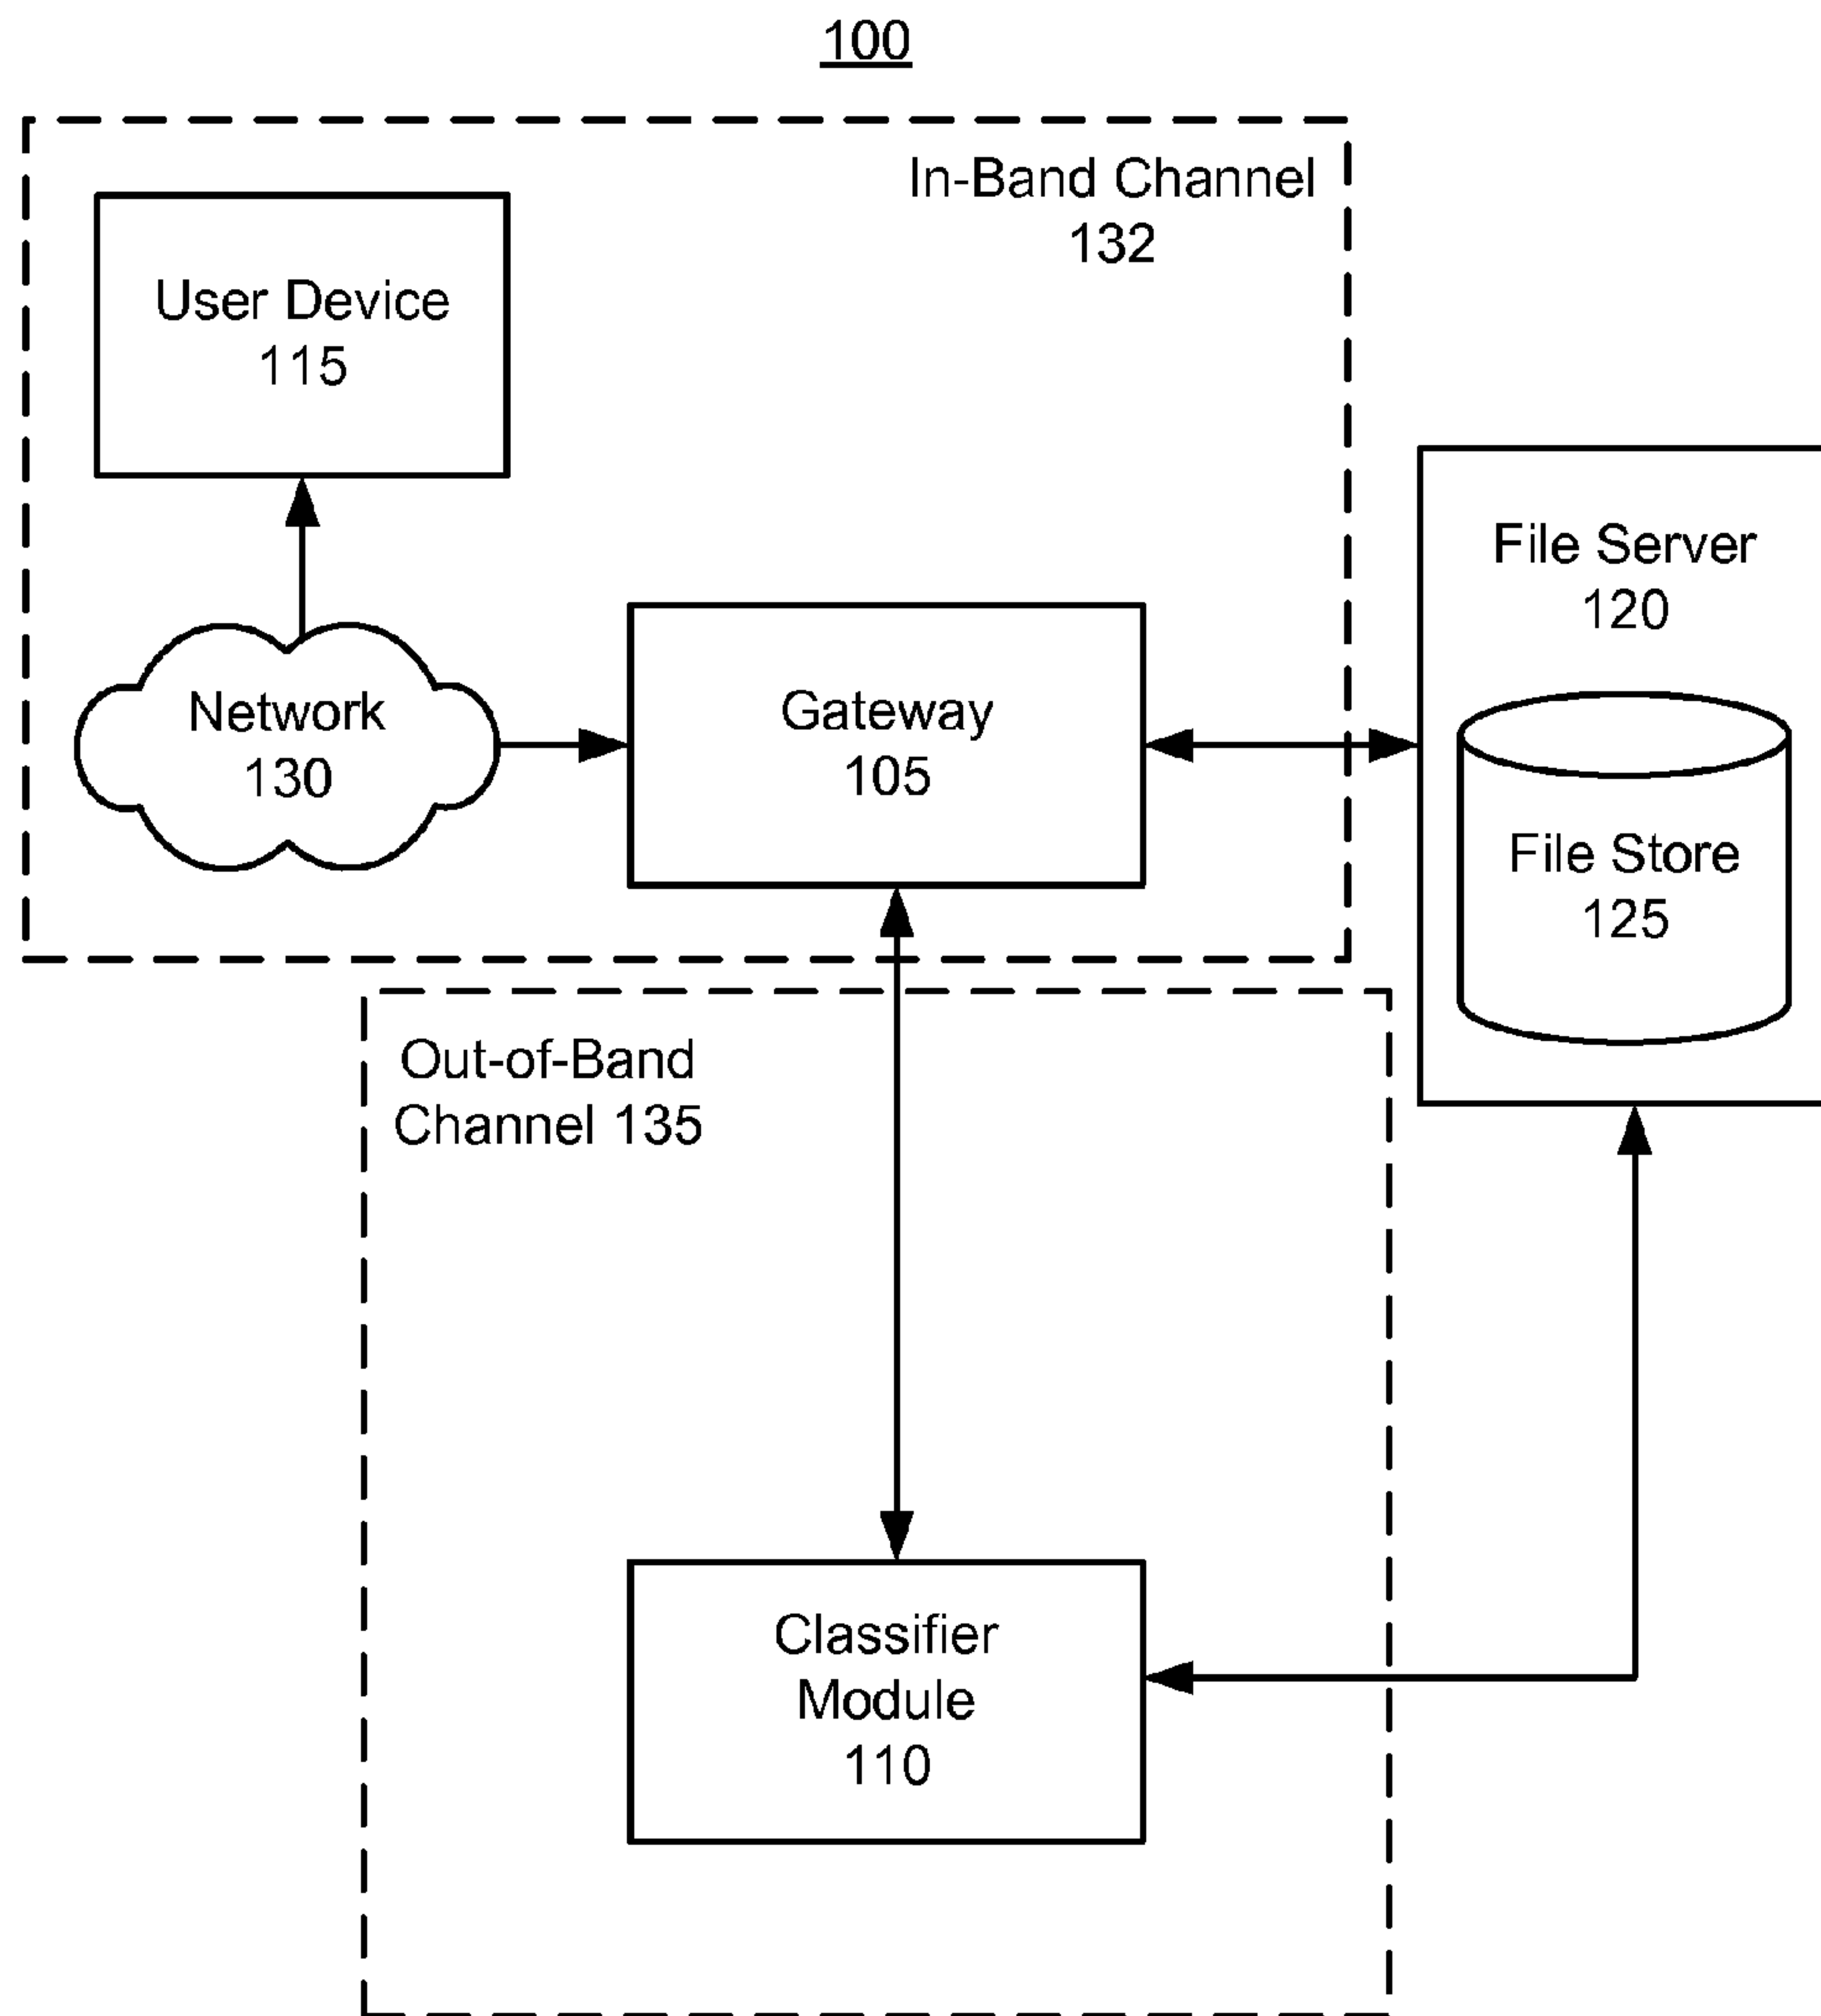 100
In-Band Channel
132
User Device
115
File Server
120
Network
130
Gateway
105
File Store
125
Out-of-Band
Channel 135
Classifier
Module
110